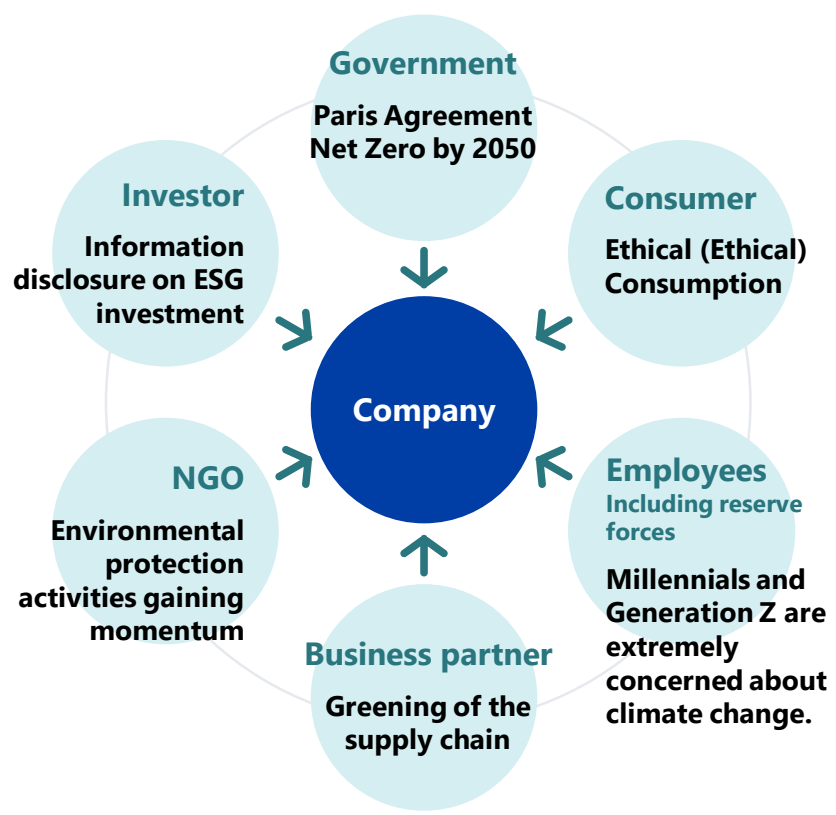 Government
Paris Agreement
Net Zero by 2050
Investor
Information
disclosure on ESG
investment
Consumer
Ethical (Ethical)
Consumption
Company
NGO
Environmental
protection
activities gaining
momentum
Employees
Including reserve
forces
Millennials and
Generation Z are
extremely
concerned about
climate change.
Business partner
Greening of the
supply chain